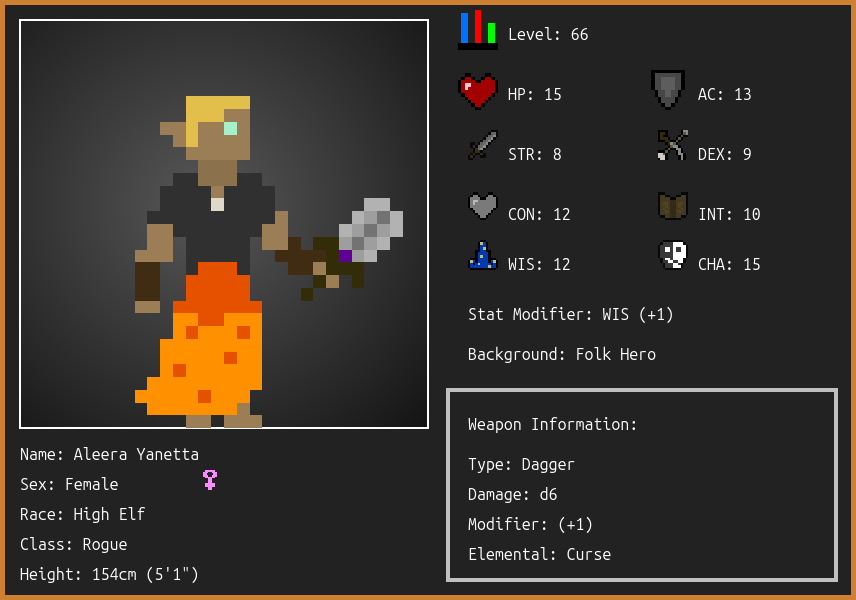 Level: 66
HP: 15
AC: 13
STR: 8
DEX: 9
CON: 12
INT: 10
WIS: 12
CHA: 15
Stat Modifier: WIS (+1)
Background: Folk Hero
Weapon Information:
Type: Dagger
Damage: d6
Modifier: (+1)
Elemental: Curse
Name: Aleera Yanetta
Sex: Female
Race: High Elf
Class: Rogue
Height: 154cm (5'1")